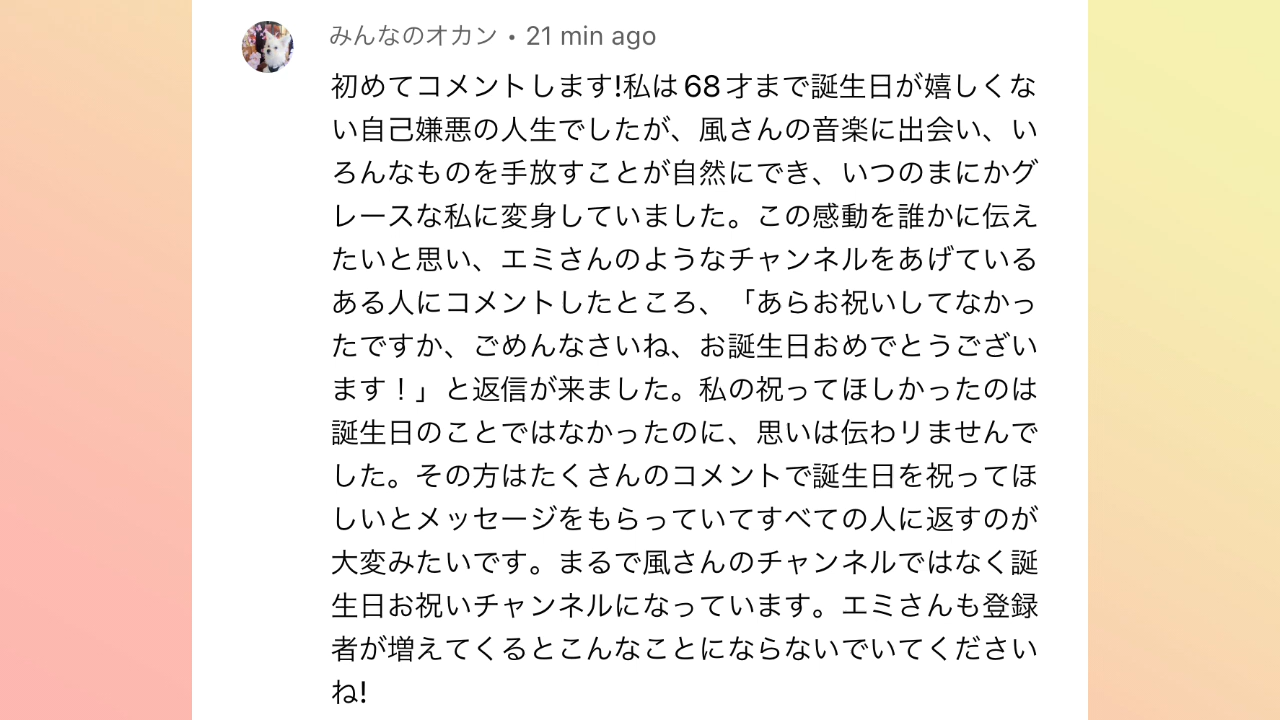 みんなのオカン • 21 min ago
初めてコメントします!私は68才まで誕生日が嬉しくな
い自己嫌悪の人生でしたが、風さんの音楽に出会い、い
ろんなものを手放すことが自然にでき、いつのまにかグ
レースな私に変身していました。この感動を誰かに伝え
たいと思い、エミさんのようなチャンネルをあげている
ある人にコメントしたところ、「あらお祝いしてなかっ
たですか、ごめんなさいね、お誕生日おめでとうござい
ます！」と返信が来ました。私の祝ってほしかったのは
誕生日のことではなかったのに、思いは伝わりませんで
した。その方はたくさんのコメントで誕生日を祝ってほ
しいとメッセージをもらっていてすべての人に返すのが
大変みたいです。まるで風さんのチャンネルではなく誕
生日お祝いチャンネルになっています。エミさんも登録
者が増えてくるとこんなことにならないでいてください
ね!